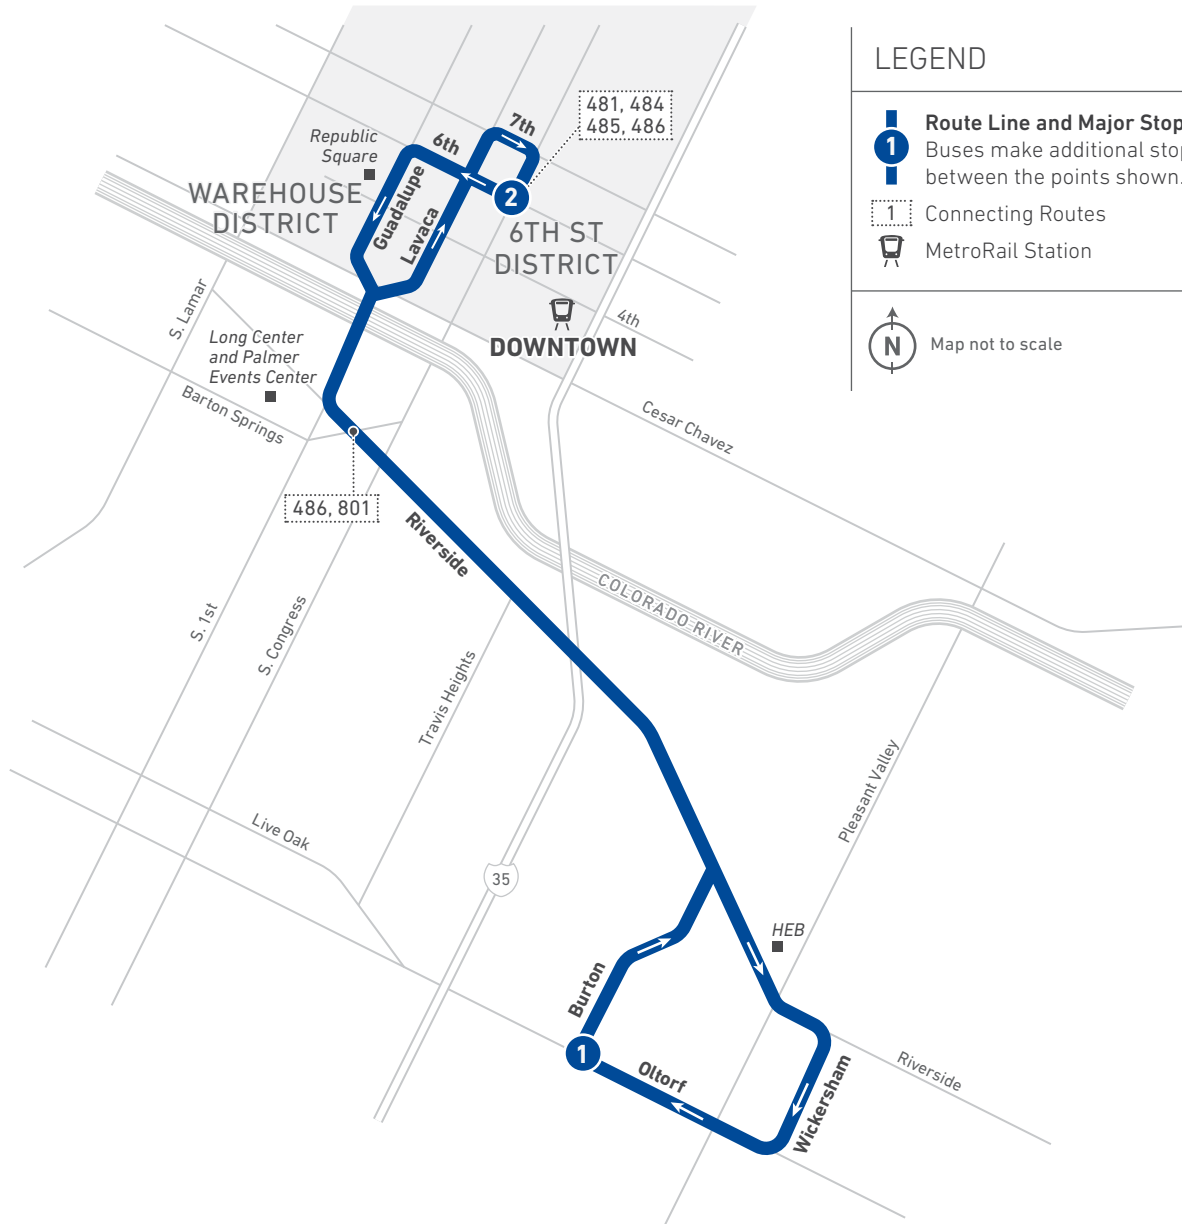 LEGEND
1
Route Line and Major Stop
Buses make additional stop
between the points shown.
1
Connecting Routes
MetroRail Station
N
Map not to scale
481, 484
485, 486
7th
6th
Republic
Square
WAREHOUSE
DISTRICT
Guadalupe
Lavaca
2
6TH ST
DISTRICT
S. Lamar
4th
DOWNTOWN
Long Center
and Palmer
Events Center
Barton Springs
Cesar Chavez
486, 801
Riverside
COLORADO RIVER
S. 1st
S. Congress
Travis Heights
Pleasant Valley
Live Oak
35
HEB
Burton
1
Oltorf
Wickersham
Riverside